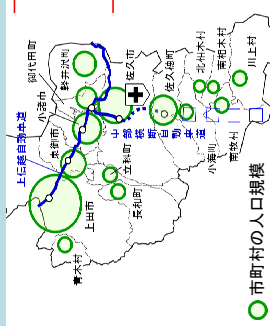 御代田町
軽井沢町
佐久市
佐久穂町
北相木村
南相木村
川上村
小諸市
東御市
上信越自動車道
中部横断自動車道
小海町
南牧村
立科町
長和町
上田市
青木村
市町村の人口規模